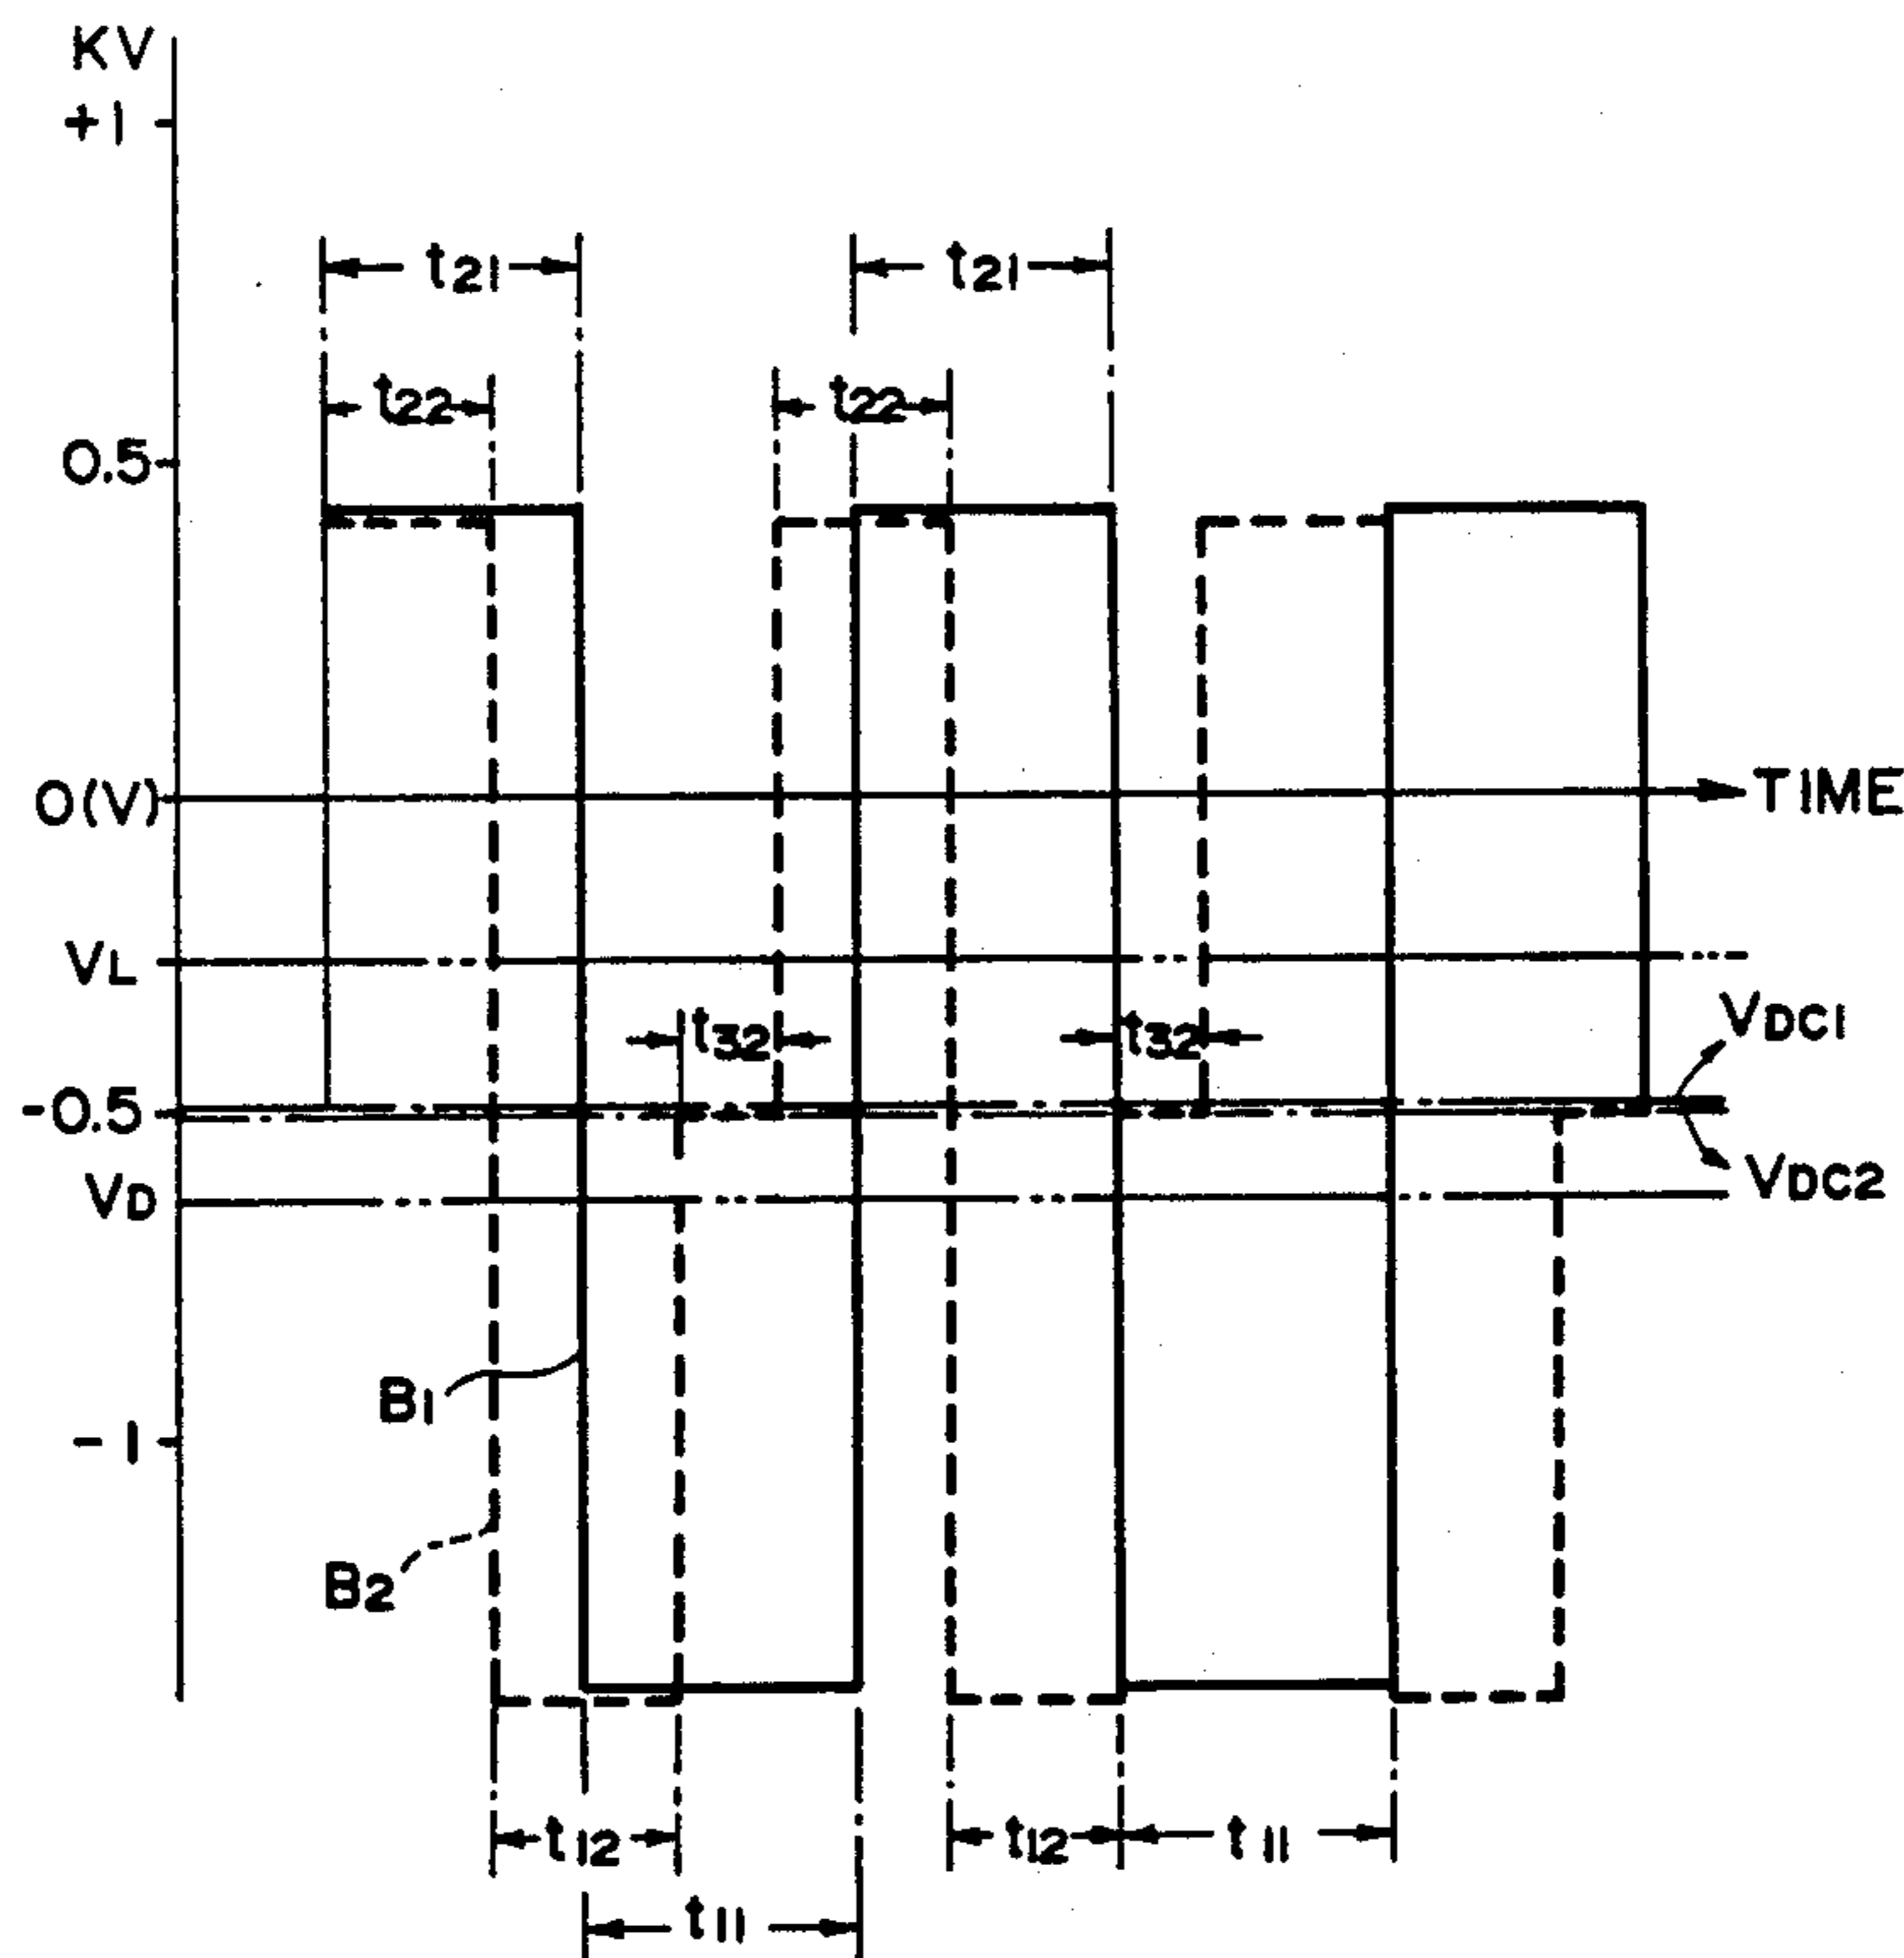 KV
+1
t21
t21
t22
t22
0.5
0(V)
TIME
VL
t32
t32
VDC1
-0.5
VD
VDC2
B1
-1
B2
t12
t12
t11
t11